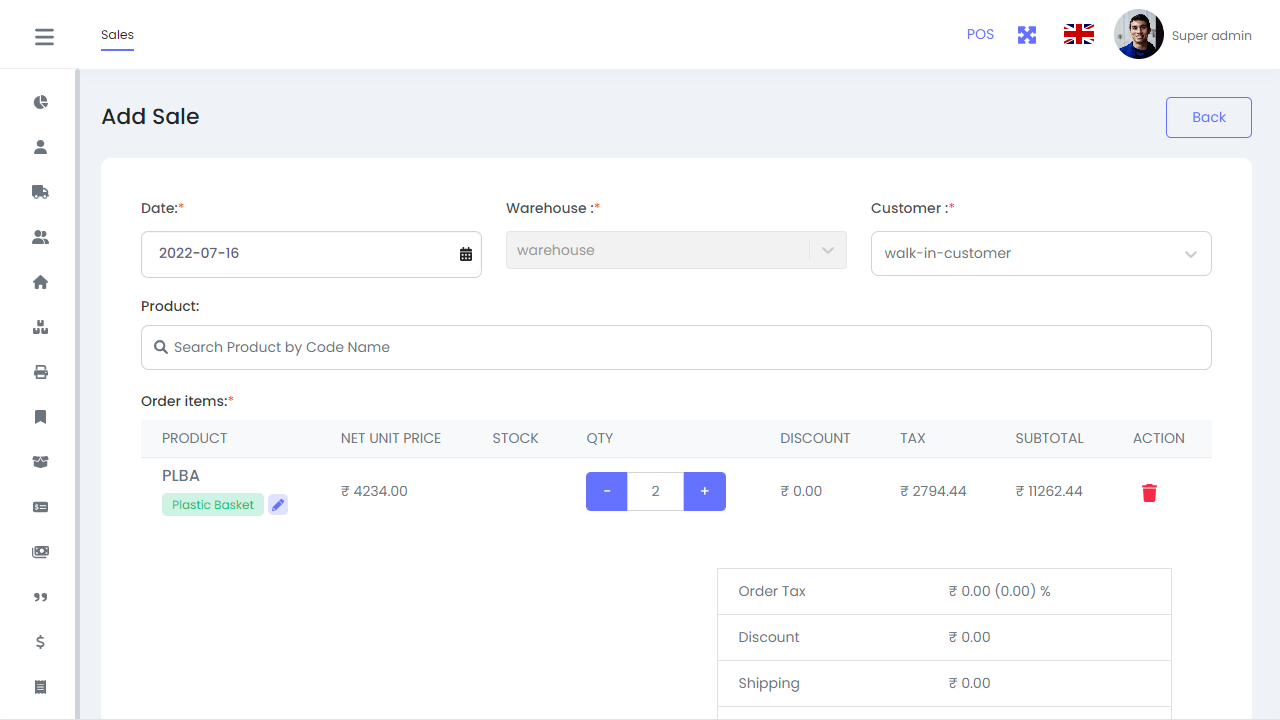 Sales
POS
Super admin
Add Sale
Back
Date:*
Warehouse :*
Customer :*
2022-07-16
warehouse
walk-in-customer
Product:
Search Product by Code Name
Order items:*
PRODUCT NET UNIT PRICE STOCK QTY DISCOUNT TAX SUBTOTAL ACTION
PLBA
Plastic Basket
₹ 4234.00
- 2 +
₹ 0.00
₹ 2794.44
₹ 11262.44
Order Tax ₹ 0.00 (0.00) %
Discount ₹ 0.00
Shipping ₹ 0.00